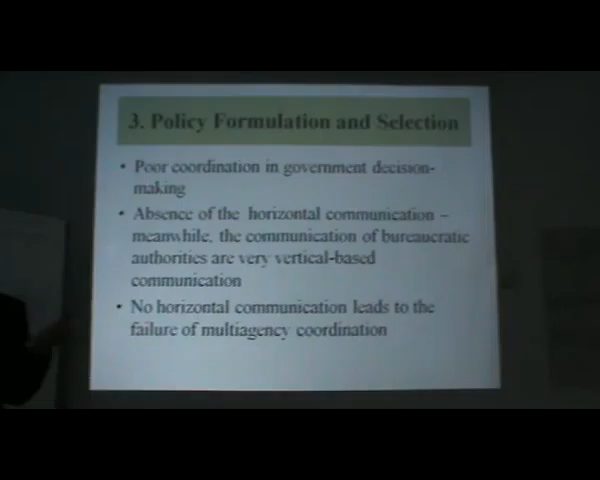 3. Policy Formulation and Selection
• Poor coordination in government decision-
making
• Absence of the horizontal communication –
meanwhile, the communication of bureaucratic
authorities are very vertical-based
communication
• No horizontal communication leads to the
failure of multiagency coordination